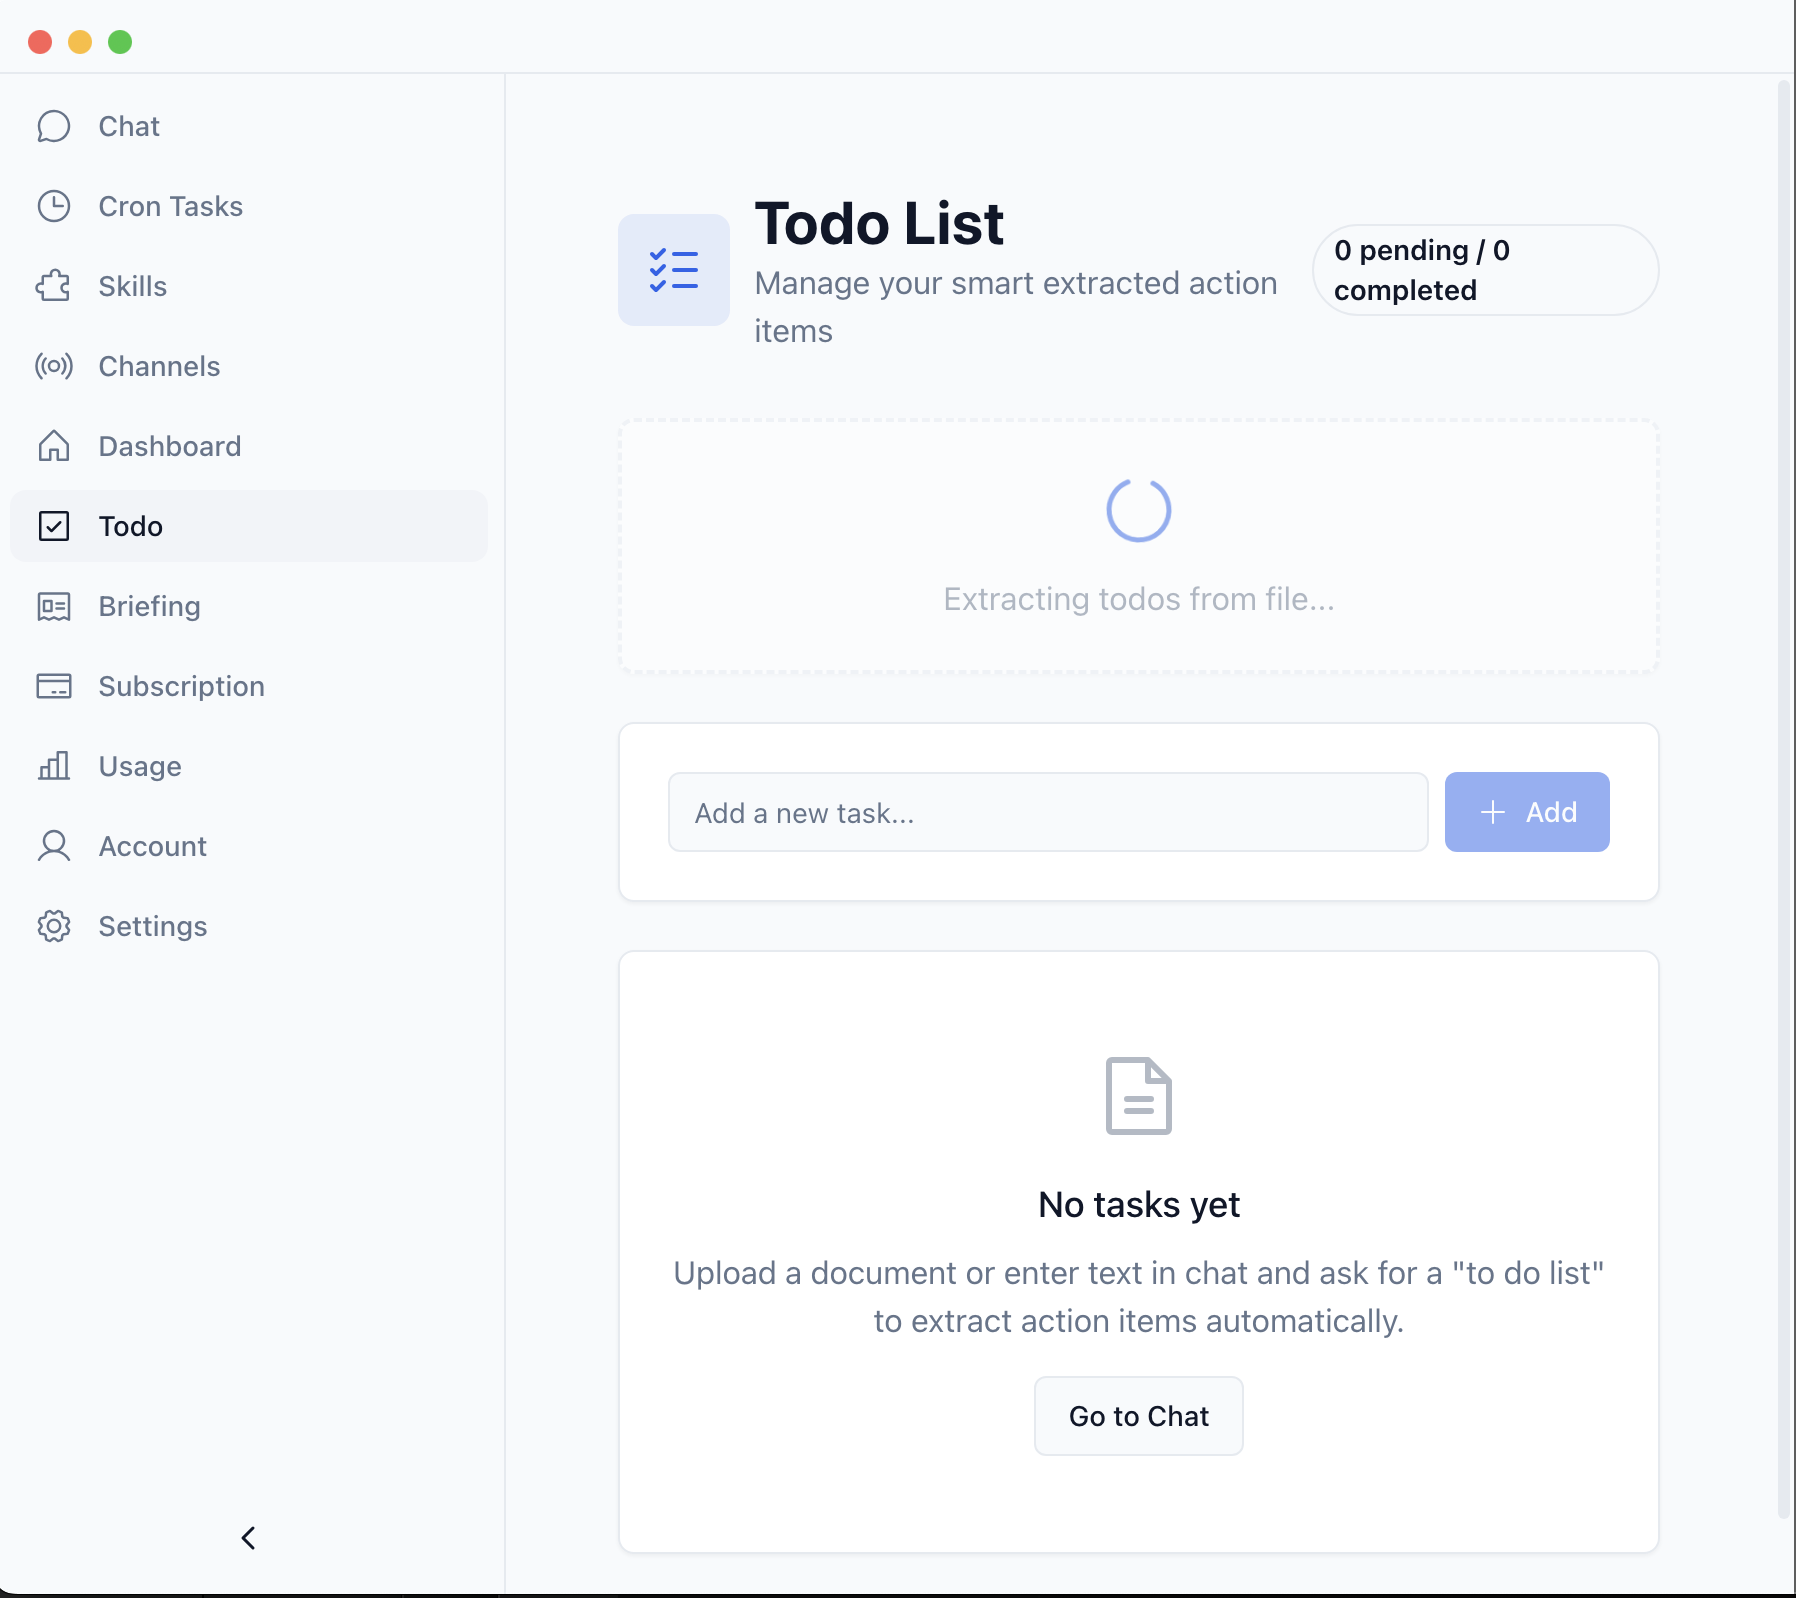 Chat
Cron Tasks
Skills
Channels
Dashboard
Todo
Briefing
Subscription
Usage
Account
Settings
Todo List
Manage your smart extracted action
items
0 pending / 0
completed
Extracting todos from file...
Add a new task...
Add
No tasks yet
Upload a document or enter text in chat and ask for a "to do list"
to extract action items automatically.
Go to Chat